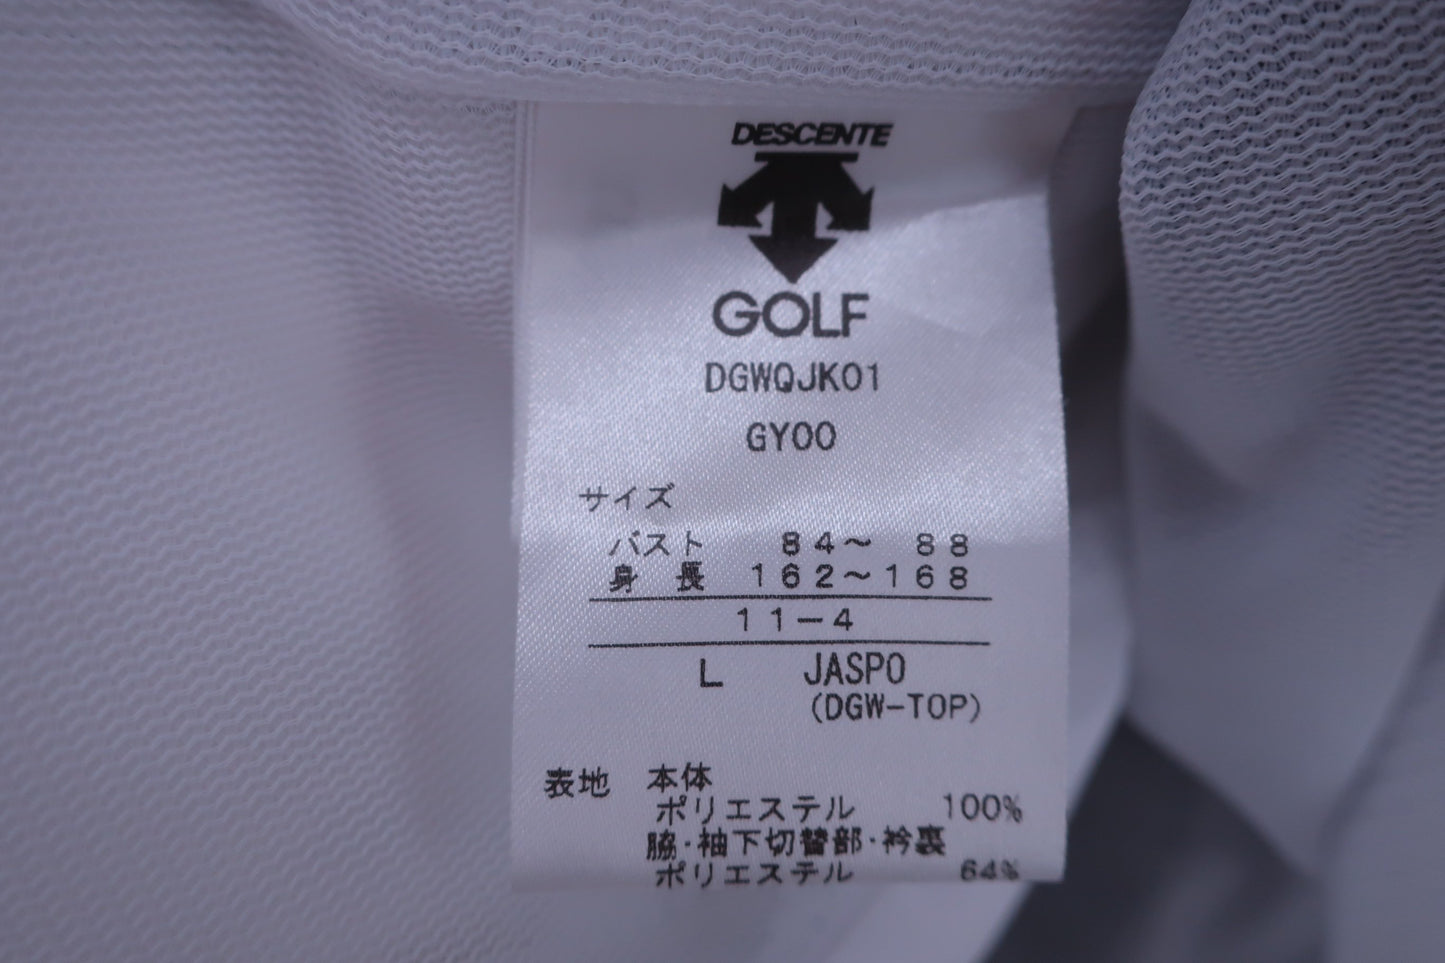 DESCENTE
GOLF
DGWQJK01
GY00
サイズ
バスト 84～ 88
身長 162～168
11-4
L JASPO
(DGW-TOP)
表地 本体
ポリエステル 100%
脇・袖下切替部・衿裏
ポリエステル 64%